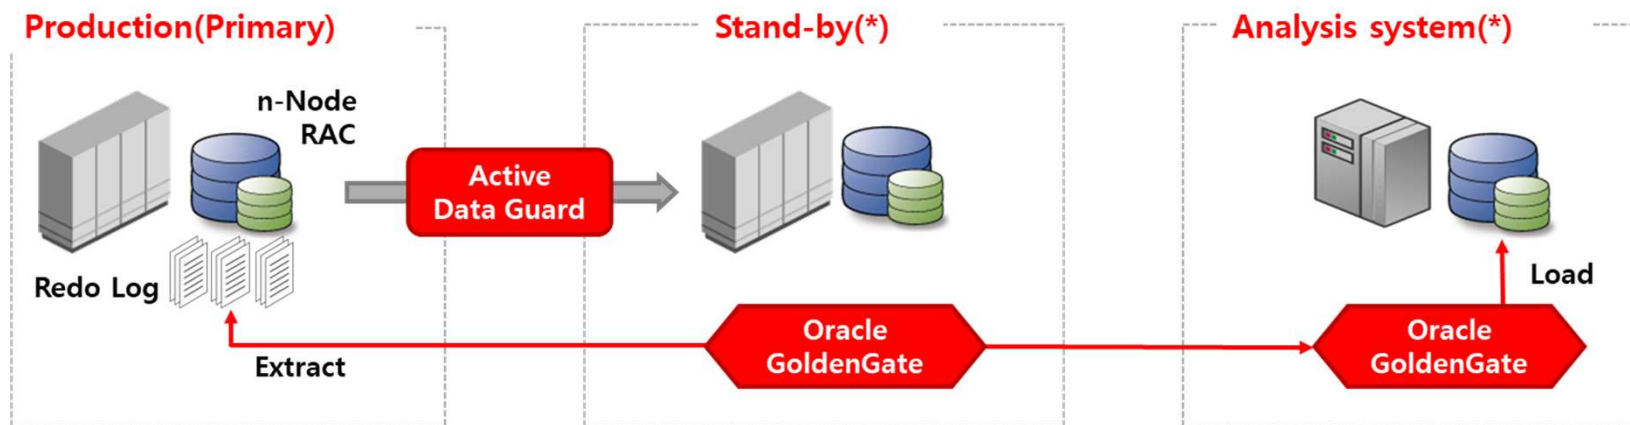 Production(Primary)
Stand-by(*)
Analysis system(*)
n-Node
RAC
Active
Data Guard
Redo Log
Extract
Oracle
GoldenGate
Load
Oracle
GoldenGate